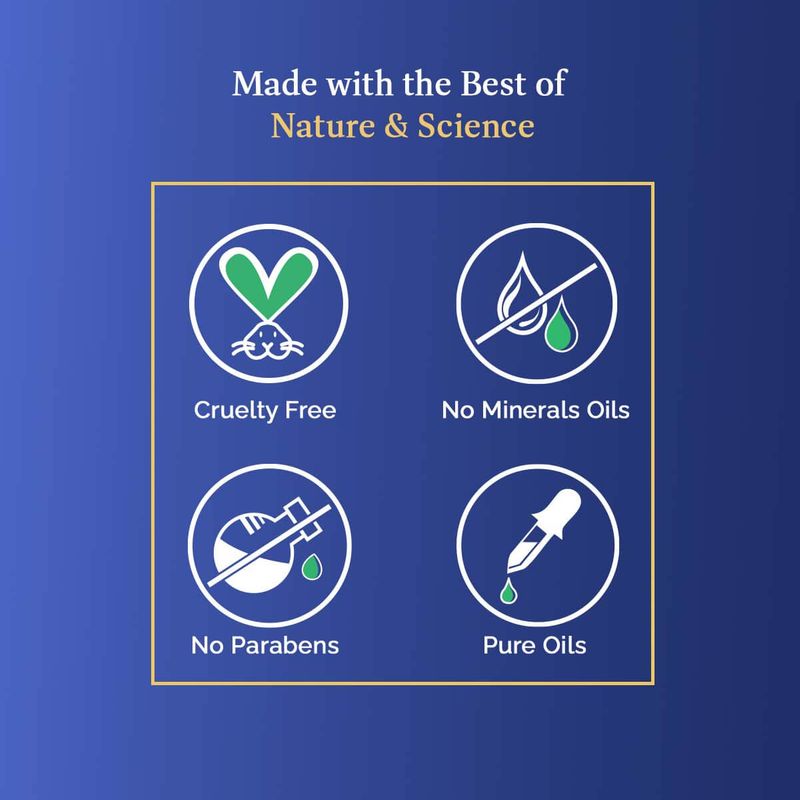 Made with the Best of
Nature & Science
Cruelty Free
No Minerals Oils
No Parabens
Pure Oils